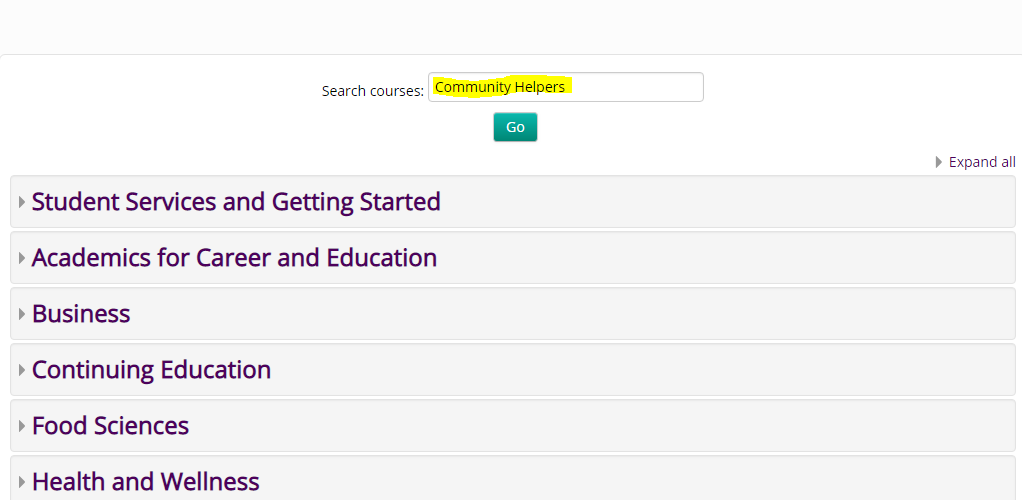 Search courses: Community Helpers
Go
Expand all
Student Services and Getting Started
Academics for Career and Education
Business
Continuing Education
Food Sciences
Health and Wellness